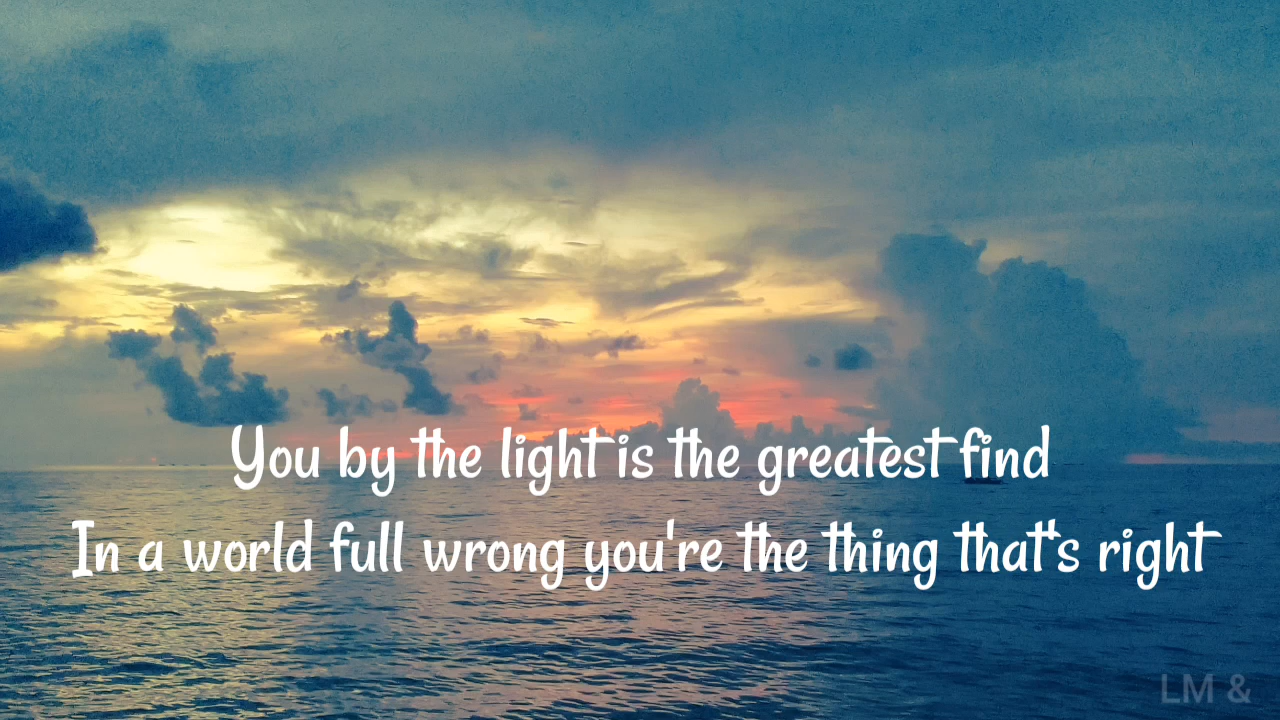 You by the light is the greatest find
In a world full wrong you're the thing that's right
LM &